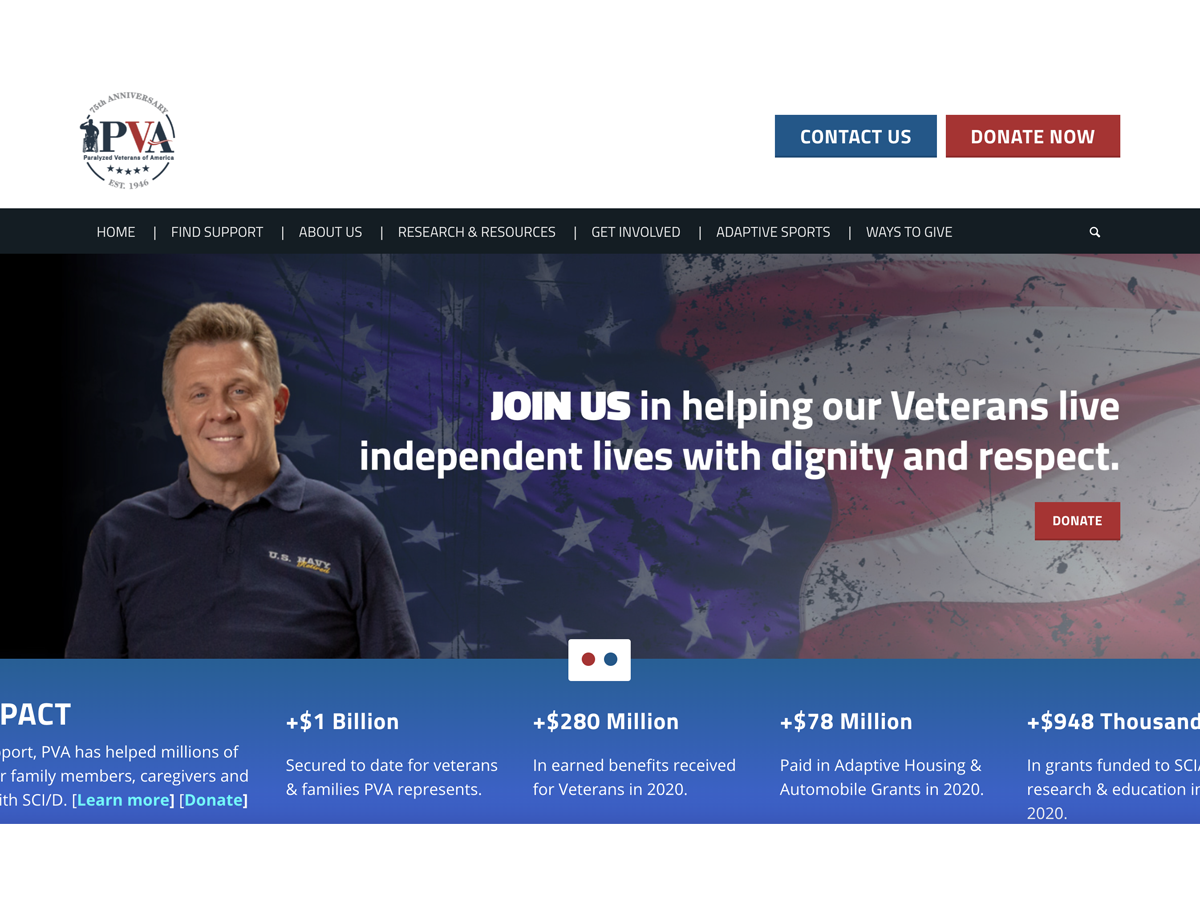 75th ANNIVERSARY
PVA
Paralyzed Veterans of America
EST. 1946
CONTACT US
DONATE NOW
HOME | FIND SUPPORT | ABOUT US | RESEARCH & RESOURCES | GET INVOLVED | ADAPTIVE SPORTS | WAYS TO GIVE
JOIN US in helping our Veterans live
independent lives with dignity and respect.
DONATE
U.S. NAVY
Retired
PACT
port, PVA has helped millions of
r family members, caregivers and
ith SCI/D. [Learn more] [Donate]
+$1 Billion
Secured to date for veterans
& families PVA represents.
+$280 Million
In earned benefits received
for Veterans in 2020.
+$78 Million
Paid in Adaptive Housing &
Automobile Grants in 2020.
+$948 Thousand
In grants funded to SCI/
research & education in
2020.